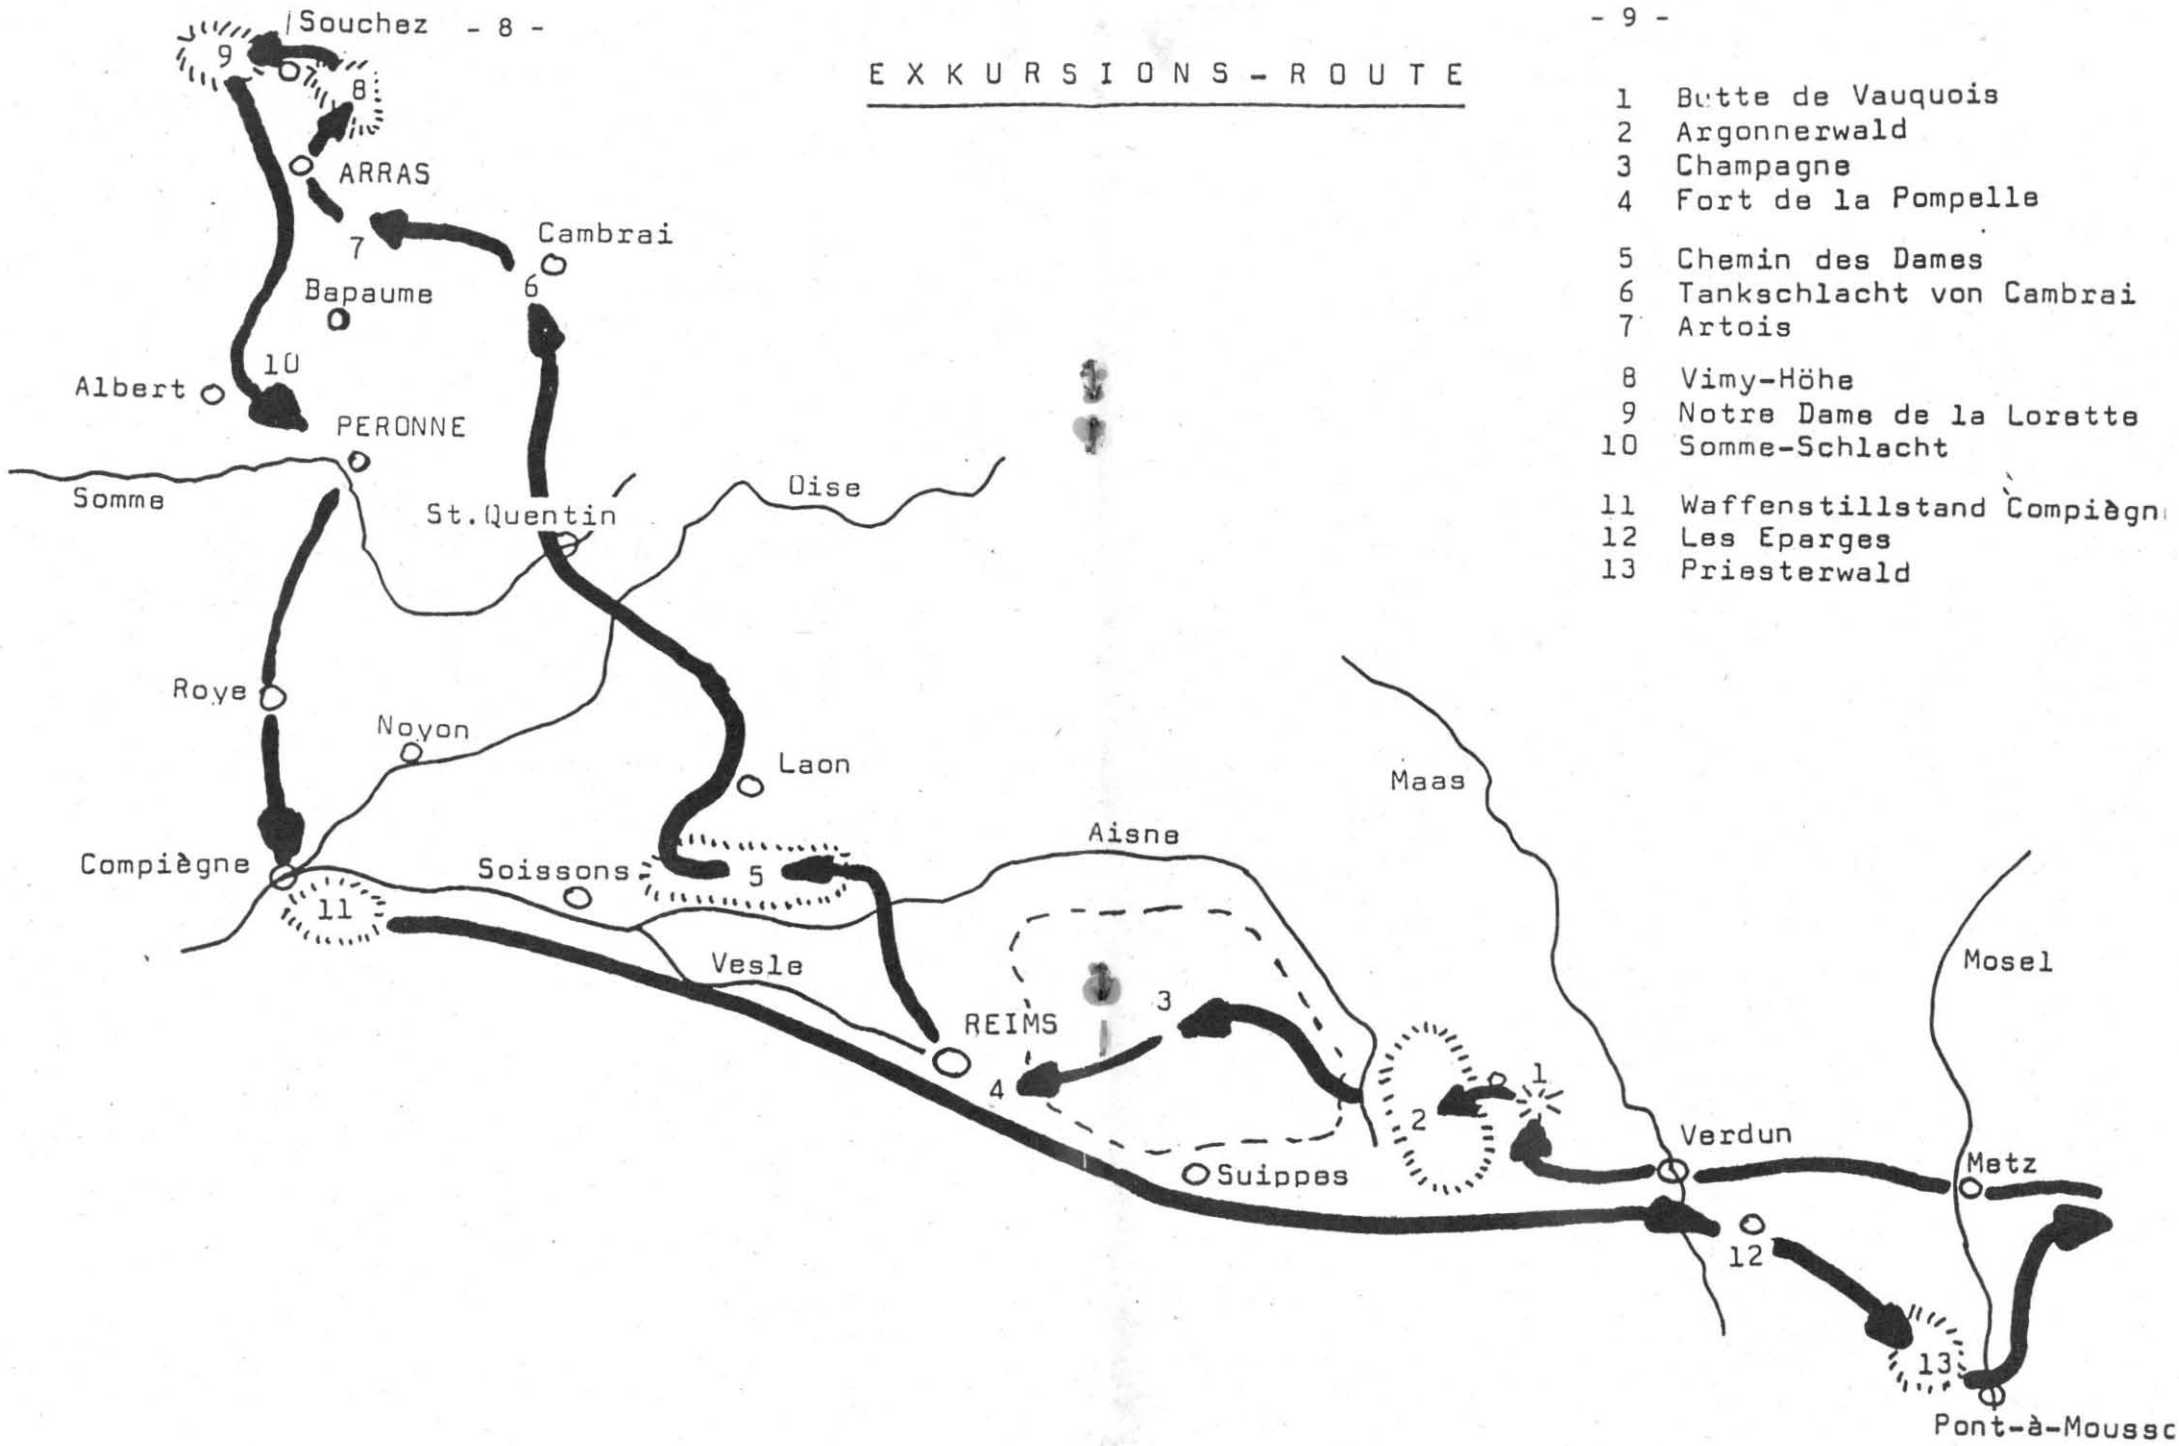 - 8 -
- 9 -
E X K U R S I O N S - R O U T E
1 Butte de Vauquois
2 Argonnerwald
3 Champagne
4 Fort de la Pompelle
5 Chemin des Dames
6 Tankschlacht von Cambrai
7 Artois
8 Vimy-Höhe
9 Notre Dame de la Lorette
10 Somme-Schlacht
11 Waffenstillstand Compiègn
12 Les Eparges
13 Priesterwald
Souchez
9
8
ARRAS
7
Cambrai
6
Bapaume
10
Albert
PERONNE
Somme
St.Quentin
Oise
Roye
Noyon
Laon
Maas
Aisne
Compiègne
Soissons
5
11
Vesle
Mosel
3
REIMS
4
1
2
Verdun
Suippes
Metz
12
13
Pont-à-Mousso